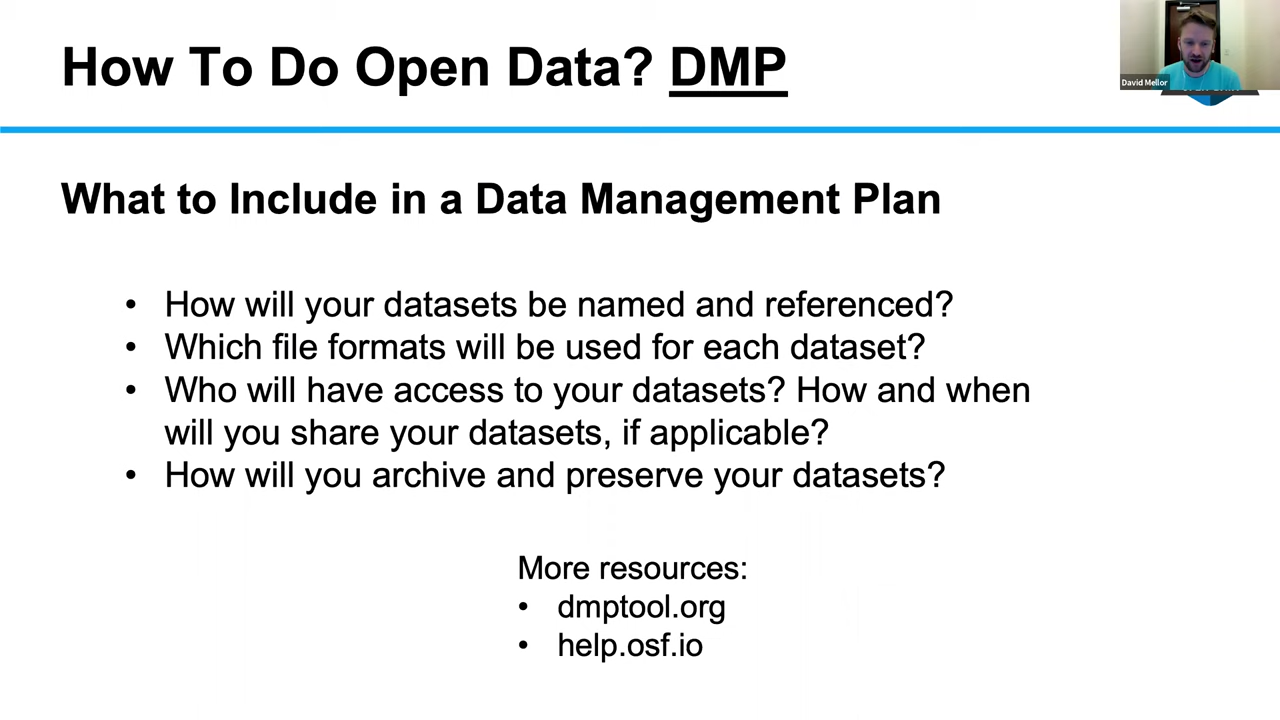 How To Do Open Data? DMP
David Mellor
What to Include in a Data Management Plan
• How will your datasets be named and referenced?
• Which file formats will be used for each dataset?
• Who will have access to your datasets? How and when
will you share your datasets, if applicable?
• How will you archive and preserve your datasets?
More resources:
• dmptool.org
• help.osf.io